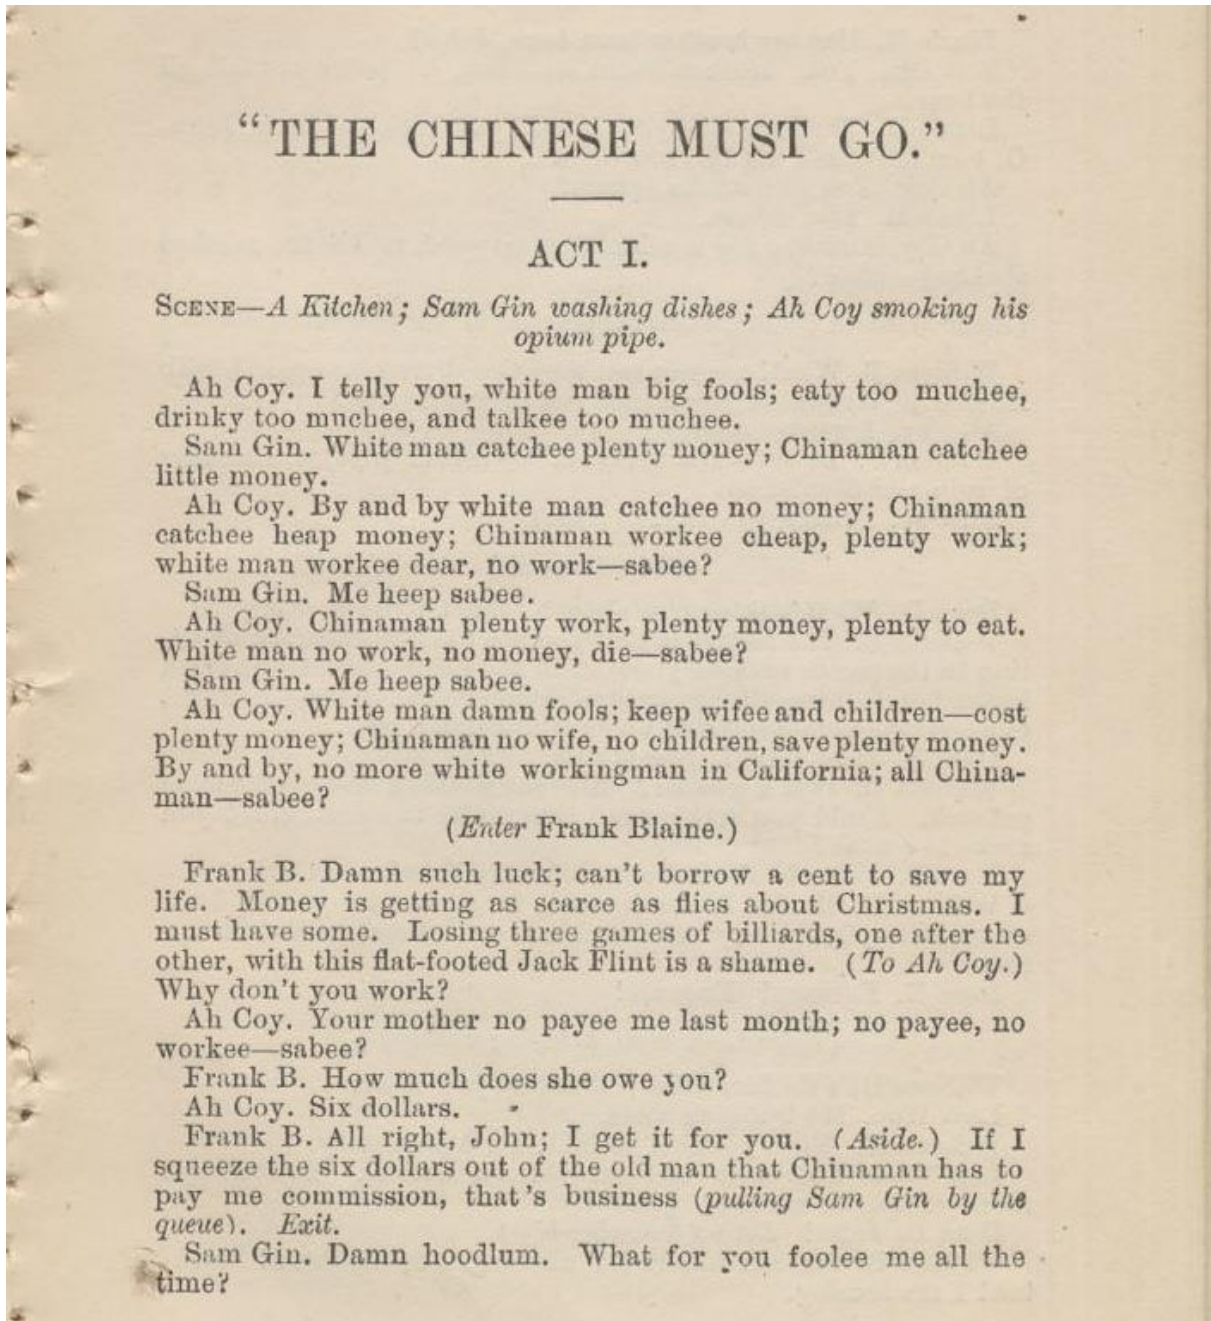 "THE CHINESE MUST GO."
ACT I.
SCENE—A Kitchen; Sam Gin washing dishes; Ah Coy smoking his
opium pipe.
Ah Coy. I telly you, white man big fools; eaty too muchee,
drinky too muchee, and talkee too muchee.
Sam Gin. White man catchee plenty money; Chinaman catchee
little money.
Ah Coy. By and by white man catchee no money; Chinaman
catchee heap money; Chinaman workee cheap, plenty work;
white man workee dear, no work—sabee?
Sam Gin. Me heep sabee.
Ah Coy. Chinaman plenty work, plenty money, plenty to eat.
White man no work, no money, die—sabee?
Sam Gin. Me heep sabee.
Ah Coy. White man damn fools; keep wifee and children—cost
plenty money; Chinaman no wife, no children, save plenty money.
By and by, no more white workingman in California; all China-
man—sabee?
(Enter Frank Blaine.)
Frank B. Damn such luck; can't borrow a cent to save my
life. Money is getting as scarce as flies about Christmas. I
must have some. Losing three games of billiards, one after the
other, with this flat-footed Jack Flint is a shame. (To Ah Coy.)
Why don't you work?
Ah Coy. Your mother no payee me last month; no payee, no
workee—sabee?
Frank B. How much does she owe you?
Ah Coy. Six dollars.
Frank B. All right, John; I get it for you. (Aside.) If I
squeeze the six dollars out of the old man that Chinaman has to
pay me commission, that's business (pulling Sam Gin by the
queue). Exit.
Sam Gin. Damn hoodlum. What for you foolee me all the
time?